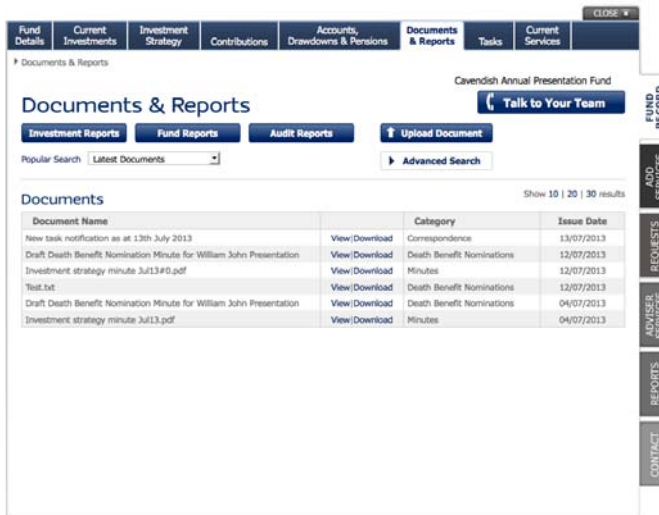 CLOSE
Fund Details
Current Investments
Investment Strategy
Contributions
Accounts, Drawdowns & Pensions
Documents & Reports
Tasks
Current Services
Documents & Reports
Cavendish Annual Presentation Fund
Documents & Reports
Talk to Your Team
Investment Reports Fund Reports Audit Reports Upload Document
Popular Search Latest Documents
Advanced Search
Documents
Show 10 | 20 | 30 results
Document Name Category Issue Date
New task notification as at 13th July 2013 View|Download Correspondence 13/07/2013
Draft Death Benefit Nomination Minute for William John Presentation View|Download Death Benefit Nominations 12/07/2013
Investment strategy minute Jul13#0.pdf View|Download Minutes 12/07/2013
Test.txt View|Download Death Benefit Nominations 12/07/2013
Draft Death Benefit Nomination Minute for William John Presentation View|Download Death Benefit Nominations 04/07/2013
Investment strategy minute Jul13.pdf View|Download Minutes 04/07/2013
FUND
ADD
REQUESTS
ADVISER
REPORTS
CONTACT